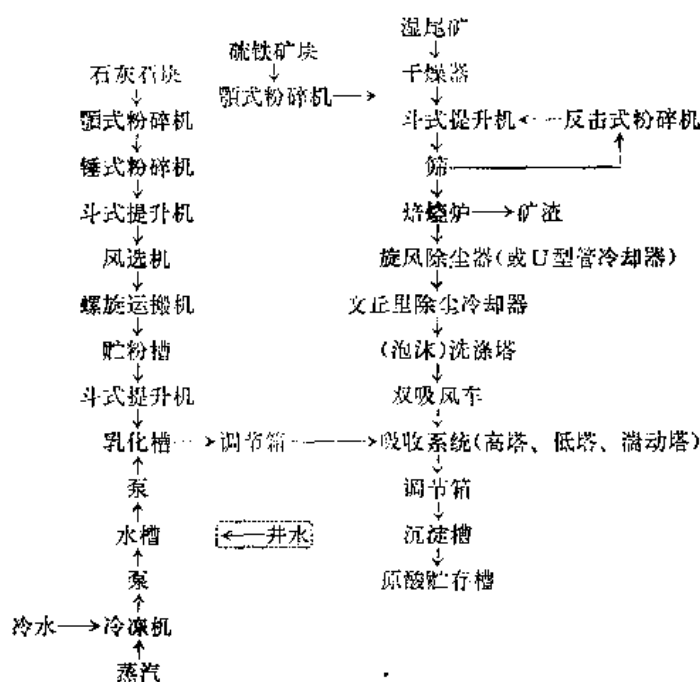 湿尾矿
硫铁矿块
石灰石块
干燥器
颚式粉碎机
颚式粉碎机
斗式提升机
反击式粉碎机
锤式粉碎机
筛
斗式提升机
焙烧炉
矿渣
风选机
旋风除尘器(或U型管冷却器)
螺旋运搬机
文丘里除尘冷却器
贮粉槽
(泡沫)洗涤塔
斗式提升机
双吸风车
乳化槽
调节箱
吸收系统(高塔、低塔、湍动塔)
泵
调节箱
水槽
井水
沉淀槽
泵
原酸贮存槽
冷水
冷冻机
蒸汽